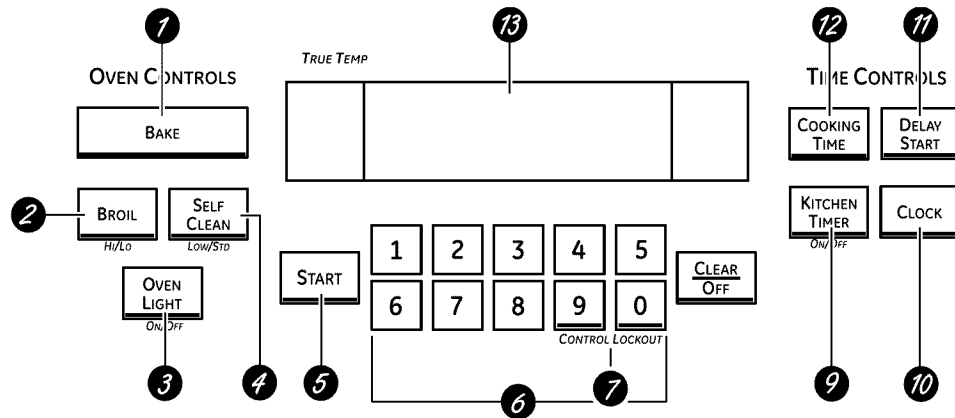 1
13
12
11
TRUE TEMP
OVEN CONTROLS
TIME CONTROLS
BAKE
COOKING
TIME
DELAY
START
2
BROIL
HI/LO
SELF
CLEAN
LOW/STD
KITCHEN
TIMER
ON/OFF
CLOCK
OVEN
LIGHT
ON/OFF
START
1 2 3 4 5
6 7 8 9 0
CONTROL LOCKOUT
CLEAR
OFF
3
4
5
6
7
9
10